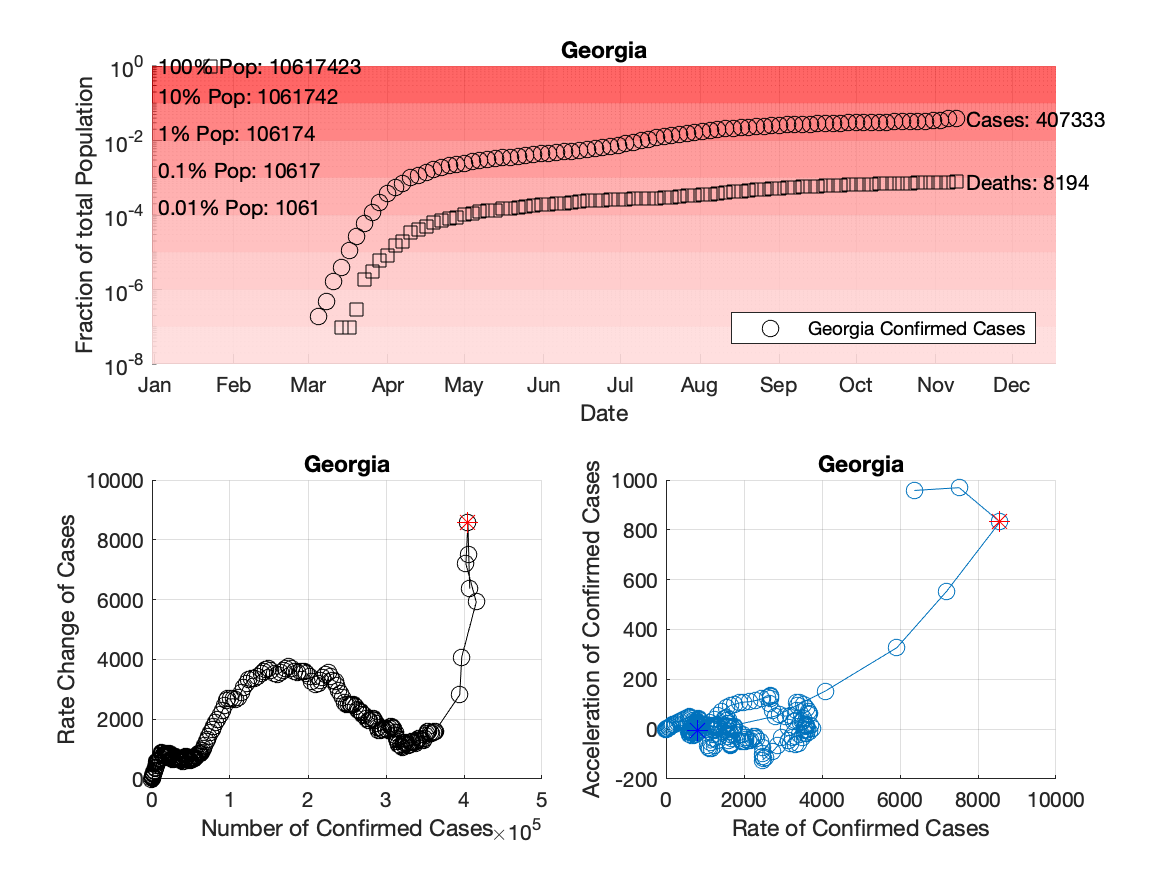 Georgia
Fraction of total Population
10^0
10^-2
10^-4
10^-6
10^-8
100% Pop: 10617423
10% Pop: 1061742
1% Pop: 106174
0.1% Pop: 10617
0.01% Pop: 1061
Cases: 407333
Deaths: 8194
Georgia Confirmed Cases
Jan Feb Mar Apr May Jun Jul Aug Sep Oct Nov Dec
Date
Georgia
Rate Change of Cases
10000
8000
6000
4000
2000
0
0 1 2 3 4 5
Number of Confirmed Cases ×10^5
Georgia
Acceleration of Confirmed Cases
1000
800
600
400
200
0
-200
0 2000 4000 6000 8000 10000
Rate of Confirmed Cases